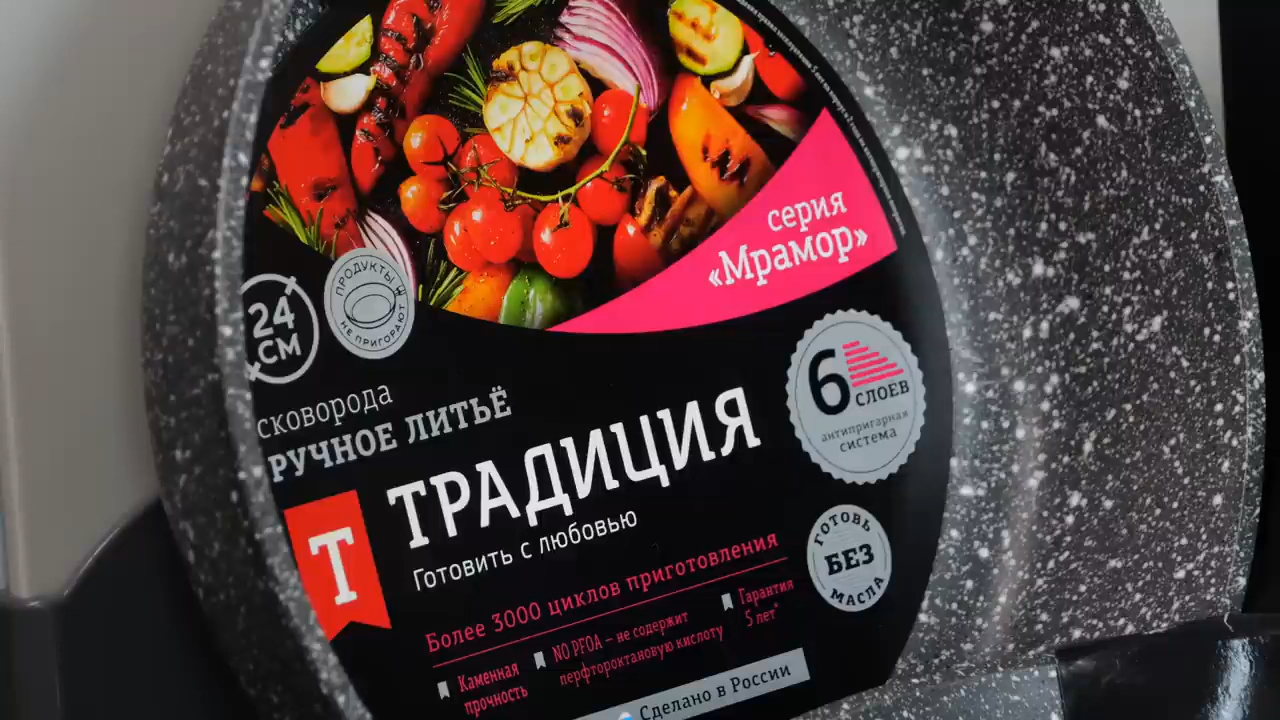 серия
«Мрамор»
24
СМ
ПРОДУКТЫ
НЕ ПРИГОРАЮТ
сковорода
РУЧНОЕ ЛИТЬЁ
6
СЛОЕВ
антипригарная
система
Т
ТРАДИЦИЯ
Готовить с любовью
ГОТОВЬ
БЕЗ
МАСЛА
Более 3000 циклов приготовления
Каменная
прочность
NO PFOA – не содержит
перфтороктановую кислоту
Гарантия
5 лет*
Сделано в России